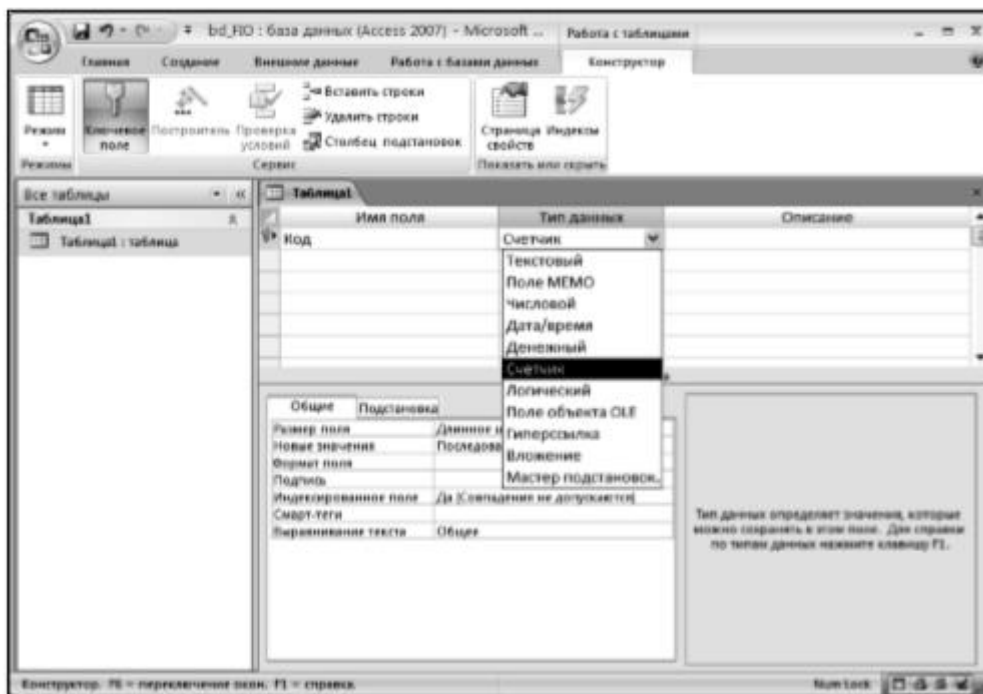 bd_FIO : база данных (Access 2007) - Microsoft ...
Работа с таблицами
Главная Создание Внешние данные Работа с базами данных Конструктор
Режим
Режимы
Ключевое поле
Построитель
Проверка условий
Вставить строки
Удалить строки
Столбец подстановок
Сервис
Страница свойств
Индексы
Показать или скрыть
Все таблицы
Таблица1
Таблица1 : таблица
Таблица1
Имя поля Тип данных Описание
Код Счетчик
Текстовый
Поле МЕМО
Числовой
Дата/время
Денежный
Счетчик
Логический
Поле объекта OLE
Гиперссылка
Вложение
Мастер подстановок.
Общие Подстановка
Размер поля Длинное ц
Новые значения Последова
Формат поля
Подпись
Индексированное поле Да (Совпадения не допускаются)
Смарт-теги
Выравнивание текста Общее
Тип данных определяет значения, которые
можно сохранять в этом поле. Для справки
по типам данных нажмите клавишу F1.
Конструктор. F6 = переключение окон. F1 = справка.
Num Lock